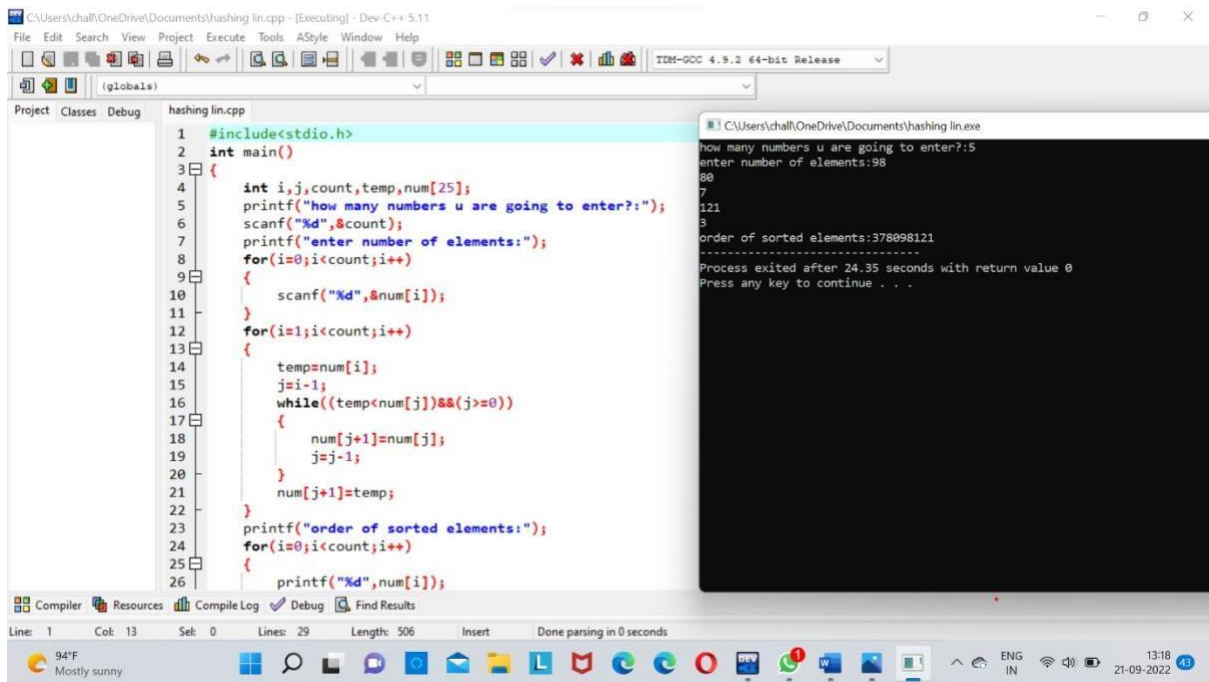 C:\Users\chall\OneDrive\Documents\hashing lin.cpp - [Executing] - Dev-C++ 5.11
File Edit Search View Project Execute Tools AStyle Window Help
TDM-GCC 4.9.2 64-bit Release
(globals)
Project Classes Debug
hashing lin.cpp
1 #include<stdio.h>
2 int main()
3 {
4 int i,j,count,temp,num[25];
5 printf("how many numbers u are going to enter?:");
6 scanf("%d",&count);
7 printf("enter number of elements:");
8 for(i=0;i<count;i++)
9 {
10 scanf("%d",&num[i]);
11 }
12 for(i=1;i<count;i++)
13 {
14 temp=num[i];
15 j=i-1;
16 while((temp<num[j])&&(j>=0))
17 {
18 num[j+1]=num[j];
19 j=j-1;
20 }
21 num[j+1]=temp;
22 }
23 printf("order of sorted elements:");
24 for(i=0;i<count;i++)
25 {
26 printf("%d",num[i]);
C:\Users\chall\OneDrive\Documents\hashing lin.exe
how many numbers u are going to enter?:5
enter number of elements:98
80
7
121
3
order of sorted elements:378098121
--------------------------------
Process exited after 24.35 seconds with return value 0
Press any key to continue . . .
Compiler Resources Compile Log Debug Find Results
Line: 1 Col: 13 Sel: 0 Lines: 29 Length: 506 Insert Done parsing in 0 seconds
94°F
Mostly sunny
L
DEV
1
W
ENG
IN
13:18
21-09-2022
43